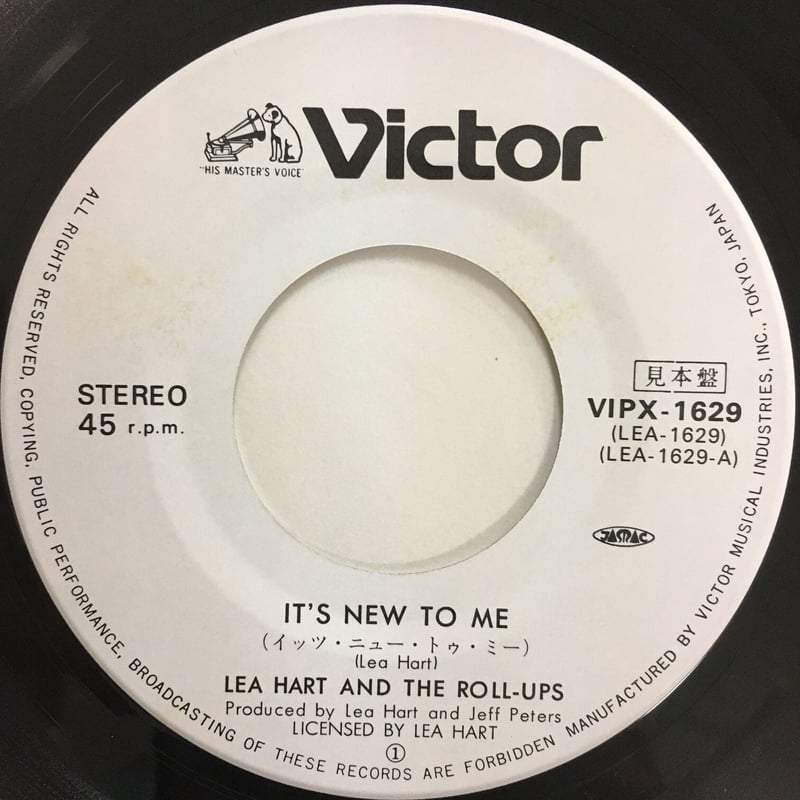 Victor
"HIS MASTER'S VOICE"
STEREO
45 r.p.m.
見本盤
VIPX-1629
(LEA-1629)
(LEA-1629-A)
JASRAC
IT'S NEW TO ME
(イッツ・ニュー・トゥ・ミー)
(Lea Hart)
LEA HART AND THE ROLL-UPS
Produced by Lea Hart and Jeff Peters
LICENSED BY LEA HART
①
ALL RIGHTS RESERVED, COPYING, PUBLIC PERFORMANCE, BROADCASTING OF THESE RECORDS ARE FORBIDDEN MANUFACTURED BY VICTOR MUSICAL INDUSTRIES, INC., TOKYO, JAPAN